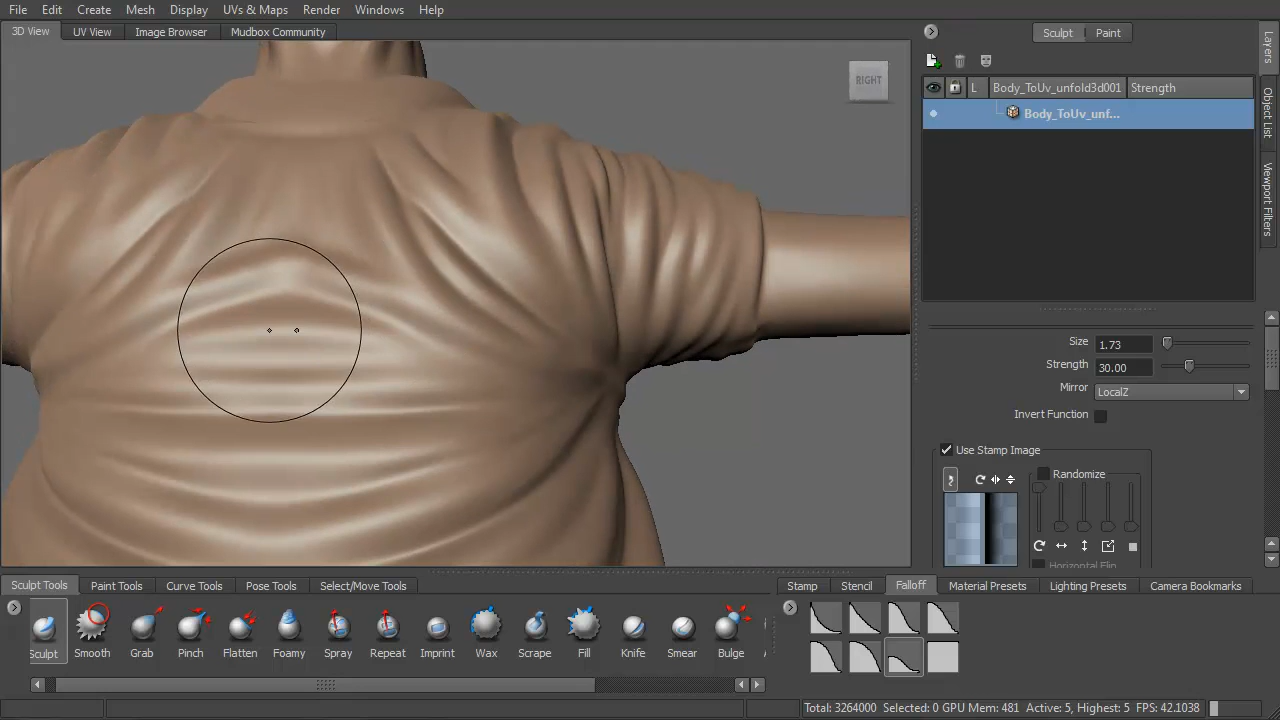 File Edit Create Mesh Display UVs & Maps Render Windows Help
3D View UV View Image Browser Mudbox Community
Sculpt Paint
Layers
Object List
Viewport Filters
RIGHT
L Body_ToUv_unfold3d001 Strength
Body_ToUv_unf...
Size 1.73
Strength 30.00
Mirror LocalZ
Invert Function
Use Stamp Image
Randomize
Horizontal Flip
Sculpt Tools Paint Tools Curve Tools Pose Tools Select/Move Tools
Stamp Stencil Falloff Material Presets Lighting Presets Camera Bookmarks
Sculpt Smooth Grab Pinch Flatten Foamy Spray Repeat Imprint Wax Scrape Fill Knife Smear Bulge
Total: 3264000 Selected: 0 GPU Mem: 481 Active: 5, Highest: 5 FPS: 42.1038